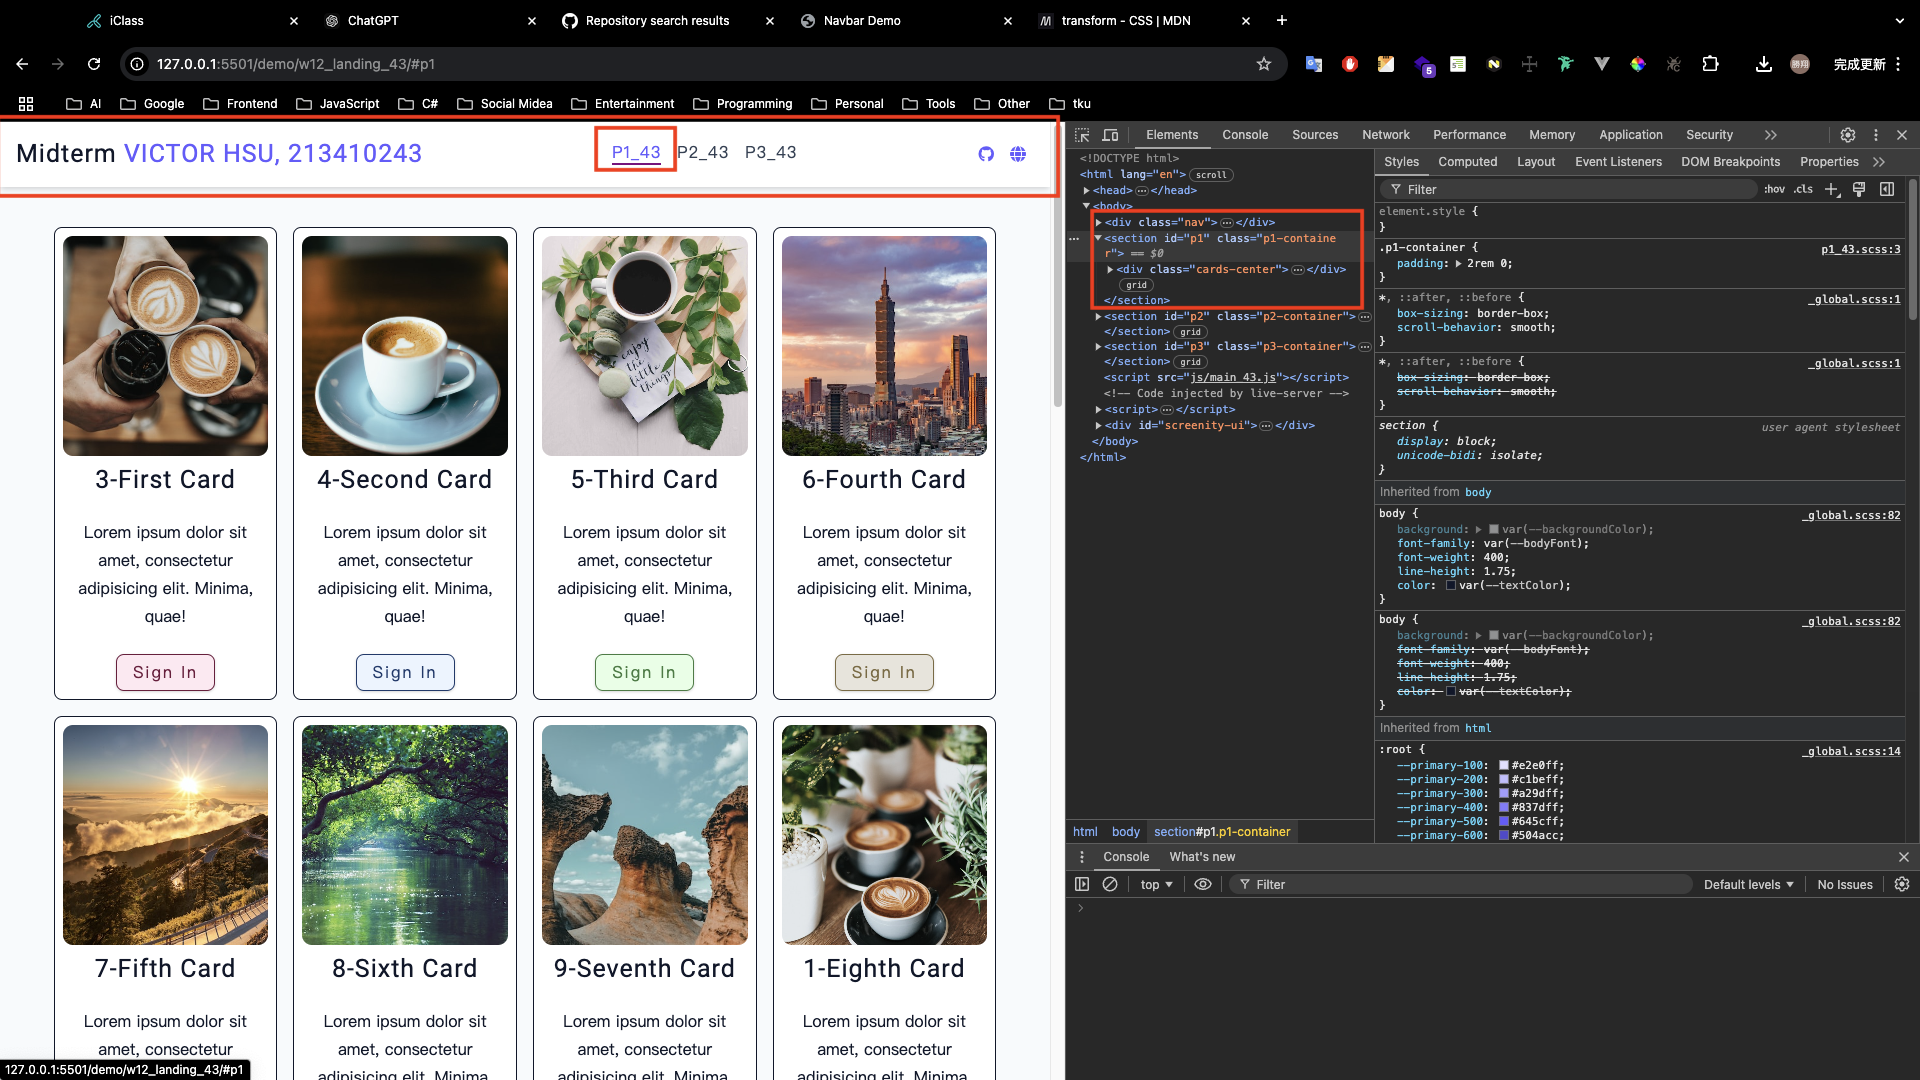 iClass
ChatGPT
Repository search results
Navbar Demo
transform - CSS | MDN
127.0.0.1:5501/demo/w12_landing_43/#p1
5
完成更新
AI
Google
Frontend
JavaScript
C#
Social Midea
Entertainment
Programming
Personal
Tools
Other
tku
Midterm VICTOR HSU, 213410243
P1_43
P2_43
P3_43
enjoy the little things
3-First Card
Lorem ipsum dolor sit
amet, consectetur
adipisicing elit. Minima,
quae!
Sign In
4-Second Card
Lorem ipsum dolor sit
amet, consectetur
adipisicing elit. Minima,
quae!
Sign In
5-Third Card
Lorem ipsum dolor sit
amet, consectetur
adipisicing elit. Minima,
quae!
Sign In
6-Fourth Card
Lorem ipsum dolor sit
amet, consectetur
adipisicing elit. Minima,
quae!
Sign In
7-Fifth Card
Lorem ipsum dolor sit
amet, consectetur
8-Sixth Card
Lorem ipsum dolor sit
amet, consectetur
adipisicing elit. Minima,
9-Seventh Card
Lorem ipsum dolor sit
amet, consectetur
adipisicing elit. Minima,
1-Eighth Card
Lorem ipsum dolor sit
amet, consectetur
adipisicing elit. Minima,
127.0.0.1:5501/demo/w12_landing_43/#p1
Elements
Console
Sources
Network
Performance
Memory
Application
Security
<!DOCTYPE html>
<html lang="en"> scroll
<head> … </head>
<body>
<div class="nav"> … </div>
<section id="p1" class="p1-containe
r"> == $0
<div class="cards-center"> … </div>
grid
</section>
<section id="p2" class="p2-container"> …
</section> grid
<section id="p3" class="p3-container"> …
</section> grid
<script src="js/main_43.js"></script>
<!-- Code injected by live-server -->
<script> … </script>
<div id="screenity-ui"> … </div>
</body>
</html>
html
body
section#p1.p1-container
Styles
Computed
Layout
Event Listeners
DOM Breakpoints
Properties
Filter
:hov
.cls
element.style {
}
.p1-container {
p1_43.scss:3
padding: 2rem 0;
}
*, ::after, ::before {
_global.scss:1
box-sizing: border-box;
scroll-behavior: smooth;
}
*, ::after, ::before {
_global.scss:1
box-sizing: border-box;
scroll-behavior: smooth;
}
section {
user agent stylesheet
display: block;
unicode-bidi: isolate;
}
Inherited from body
body {
_global.scss:82
background: var(--backgroundColor);
font-family: var(--bodyFont);
font-weight: 400;
line-height: 1.75;
color: var(--textColor);
}
body {
_global.scss:82
background: var(--backgroundColor);
font-family: var(--bodyFont);
font-weight: 400;
line-height: 1.75;
color: var(--textColor);
}
Inherited from html
:root {
_global.scss:14
--primary-100: #e2e0ff;
--primary-200: #c1beff;
--primary-300: #a29dff;
--primary-400: #837dff;
--primary-500: #645cff;
--primary-600: #504acc;
Console
What's new
top
Filter
Default levels
No Issues